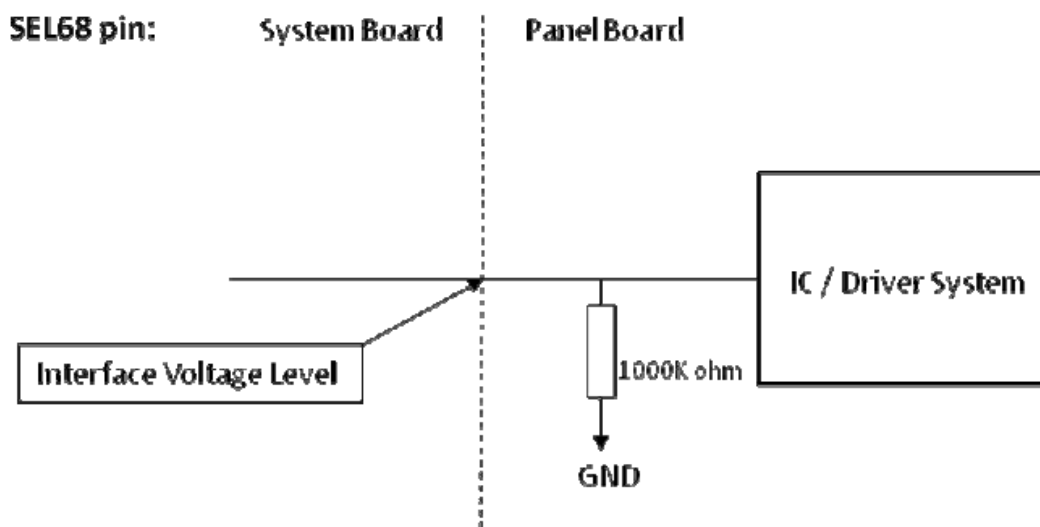 SEL68 pin: System Board Panel Board
IC / Driver System
Interface Voltage Level
1000K ohm
GND